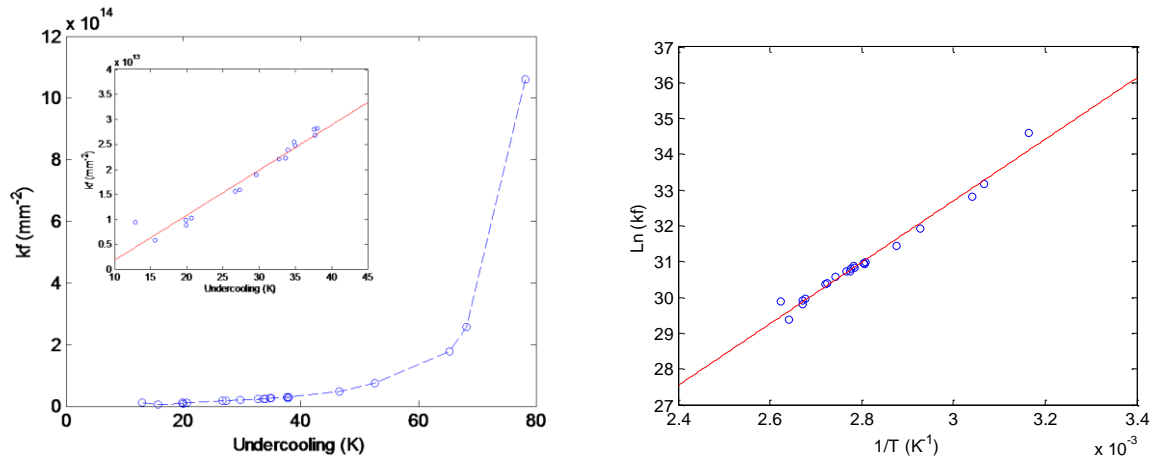 x 10^14
12
10
8
6
4
2
0
kf (mm^-2)
0 20 40 60 80
Undercooling (K)
x 10^13
4
3.5
3
2.5
2
1.5
1
0.5
0
kf (mm^-2)
10 15 20 25 30 35 40 45
Undercooling (K)
37
36
35
34
33
32
31
30
29
28
27
Ln (kf)
2.4 2.6 2.8 3 3.2 3.4
1/T (K^-1)
x 10^-3